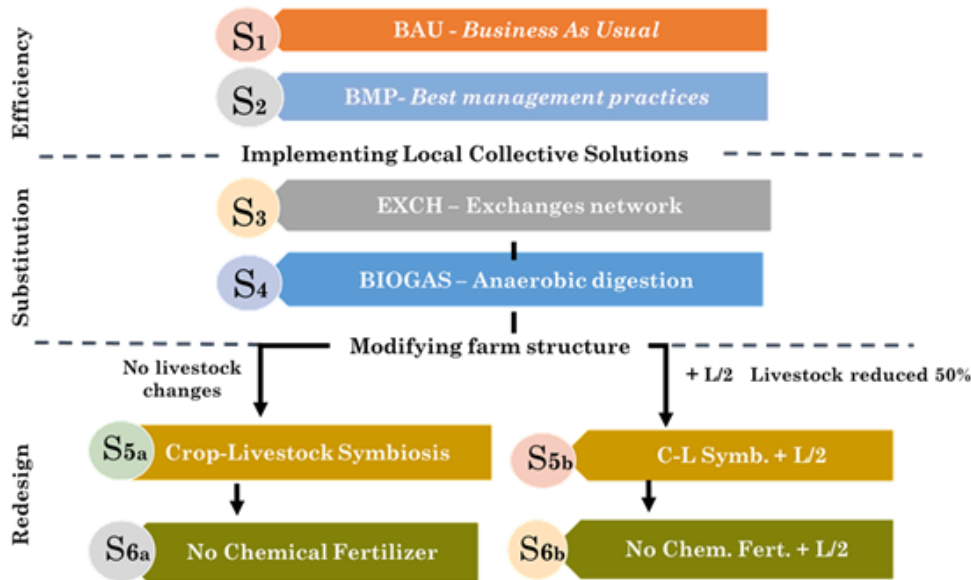 Efficiency
S1
BAU - Business As Usual
S2
BMP- Best management practices
Implementing Local Collective Solutions
Substitution
S3
EXCH – Exchanges network
S4
BIOGAS – Anaerobic digestion
Modifying farm structure
No livestock
changes
+ L/2 Livestock reduced 50%
Redesign
S5a
Crop-Livestock Symbiosis
S5b
C-L Symb. + L/2
S6a
No Chemical Fertilizer
S6b
No Chem. Fert. + L/2